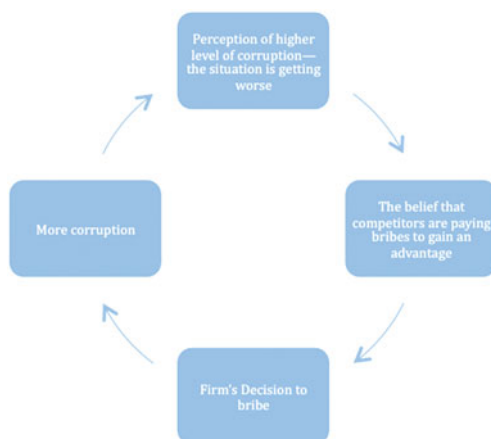 Perception of higher
level of corruption—
the situation is getting
worse
The belief that
competitors are paying
bribes to gain an
advantage
Firm's Decision to
bribe
More corruption